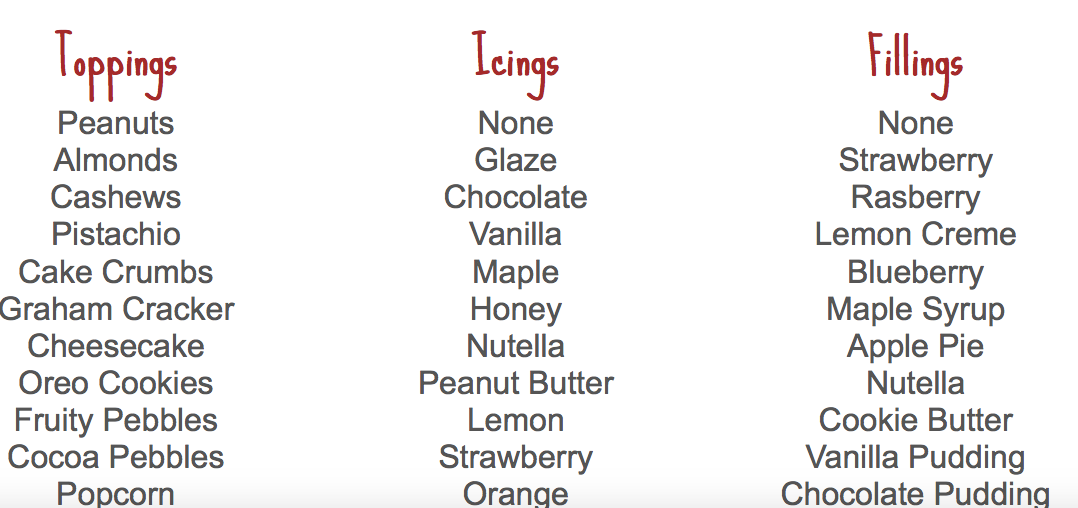 Toppings Icings Fillings
Peanuts None None
Almonds Glaze Strawberry
Cashews Chocolate Rasberry
Pistachio Vanilla Lemon Creme
Cake Crumbs Maple Blueberry
Graham Cracker Honey Maple Syrup
Cheesecake Nutella Apple Pie
Oreo Cookies Peanut Butter Nutella
Fruity Pebbles Lemon Cookie Butter
Cocoa Pebbles Strawberry Vanilla Pudding
Popcorn Orange Chocolate Pudding